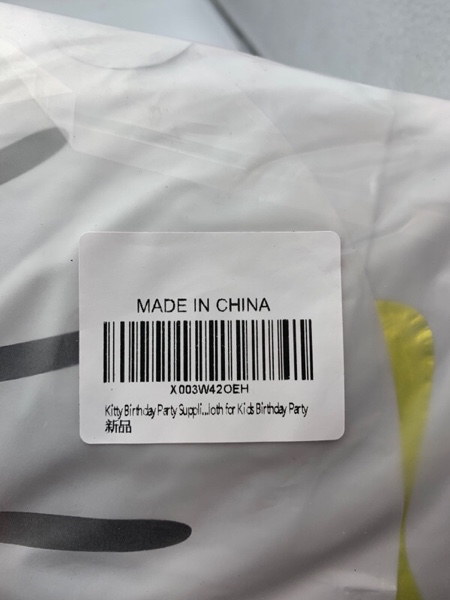 MADE IN CHINA
X003W42OEH
Kitty Birthday Party Suppli...loth for Kids Birthday Party
新品